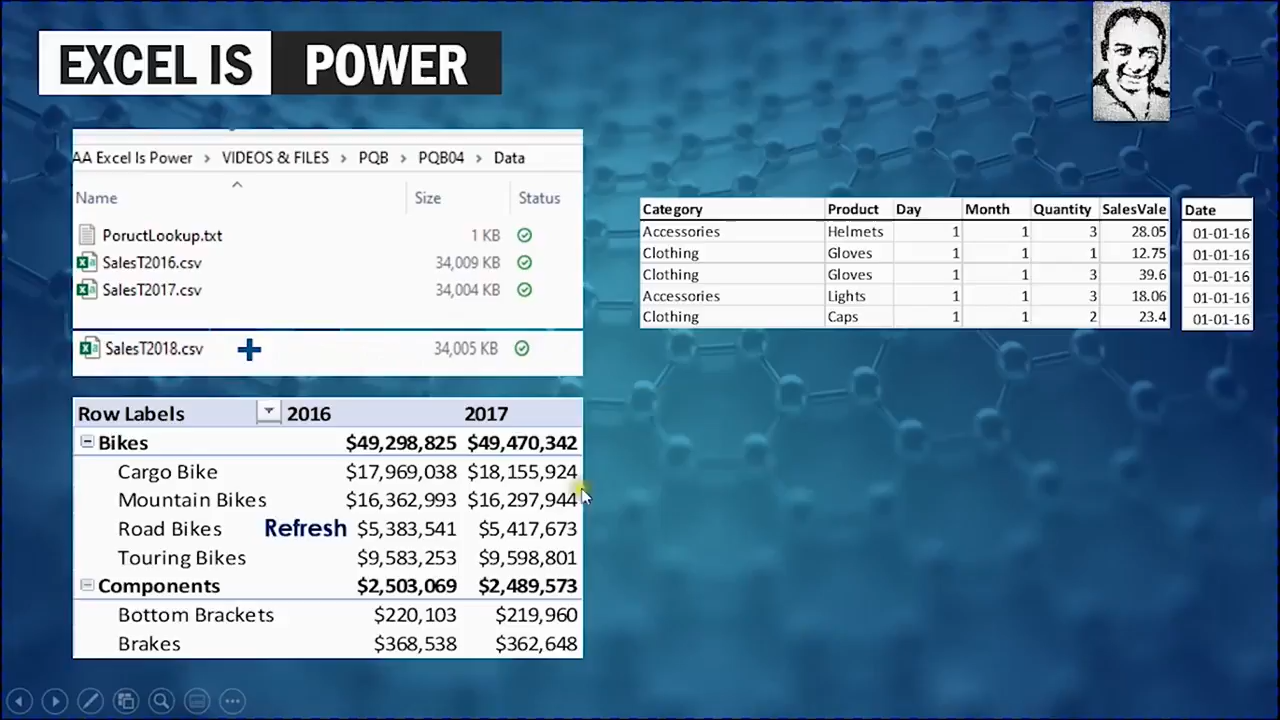 EXCEL IS POWER
AA Excel Is Power › VIDEOS & FILES › PQB › PQB04 › Data
Name Size Status
PoructLookup.txt 1 KB
SalesT2016.csv 34,009 KB
SalesT2017.csv 34,004 KB
SalesT2018.csv 34,005 KB
Category Product Day Month Quantity SalesVale Date
Accessories Helmets 1 1 3 28.05 01-01-16
Clothing Gloves 1 1 1 12.75 01-01-16
Clothing Gloves 1 1 3 39.6 01-01-16
Accessories Lights 1 1 3 18.06 01-01-16
Clothing Caps 1 1 2 23.4 01-01-16
Row Labels 2016 2017
Bikes $49,298,825 $49,470,342
Cargo Bike $17,969,038 $18,155,924
Mountain Bikes $16,362,993 $16,297,944
Road Bikes Refresh $5,383,541 $5,417,673
Touring Bikes $9,583,253 $9,598,801
Components $2,503,069 $2,489,573
Bottom Brackets $220,103 $219,960
Brakes $368,538 $362,648